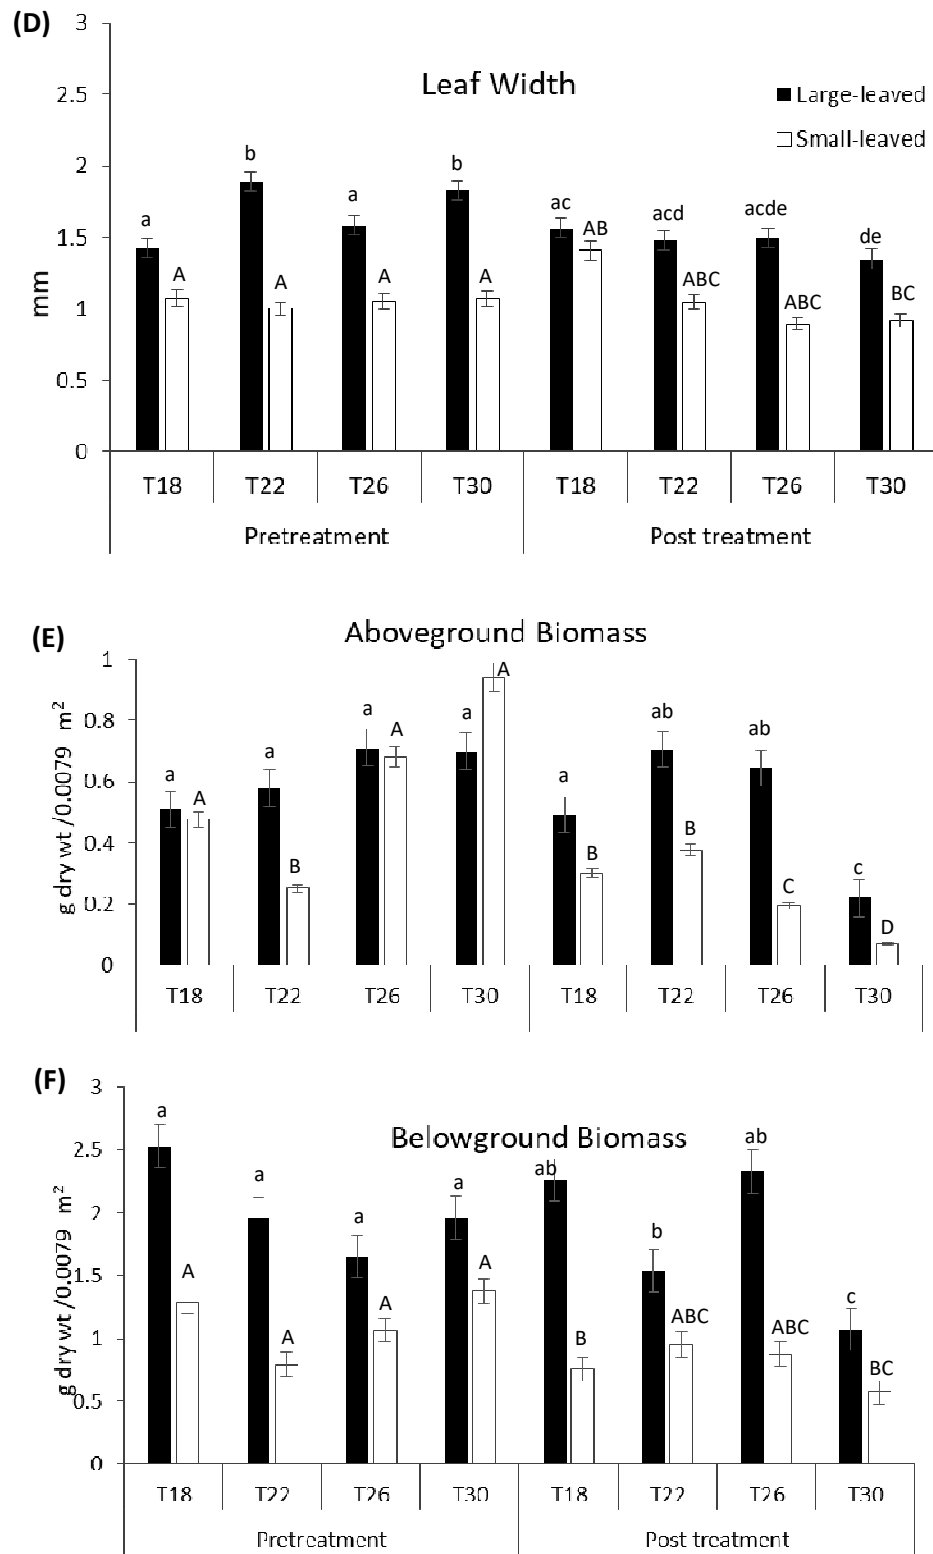 (D)
Leaf Width
Large-leaved
Small-leaved
3
2.5
2
1.5
1
0.5
0
mm
a A b A a A b A ac AB acd ABC acde ABC de BC
T18 T22 T26 T30 T18 T22 T26 T30
Pretreatment Post treatment
(E)
Aboveground Biomass
1
0.8
0.6
0.4
0.2
0
g dry wt /0.0079 m²
a A a B a A a A a B ab B ab C c D
T18 T22 T26 T30 T18 T22 T26 T30
(F)
Belowground Biomass
3
2.5
2
1.5
1
0.5
0
g dry wt /0.0079 m²
a A a A a A a A ab B b ABC ab ABC c BC
T18 T22 T26 T30 T18 T22 T26 T30
Pretreatment Post treatment